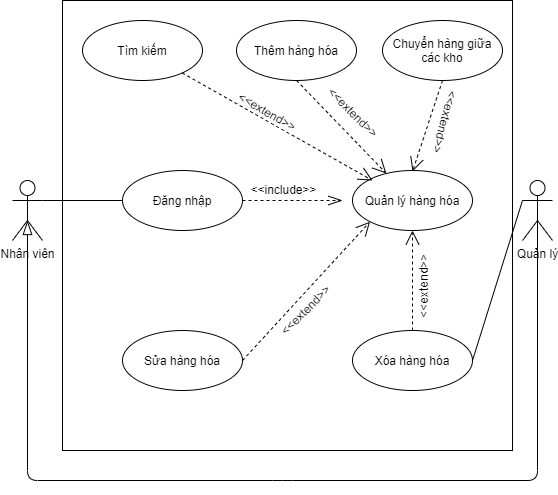 Tìm kiếm
Thêm hàng hóa
Chuyển hàng giữa
các kho
<<extend>>
<<extend>>
<<extend>>
Đăng nhập
<<include>>
Quản lý hàng hóa
Nhân viên
Quản lý
<<extend>>
<<extend>>
Sửa hàng hóa
Xóa hàng hóa